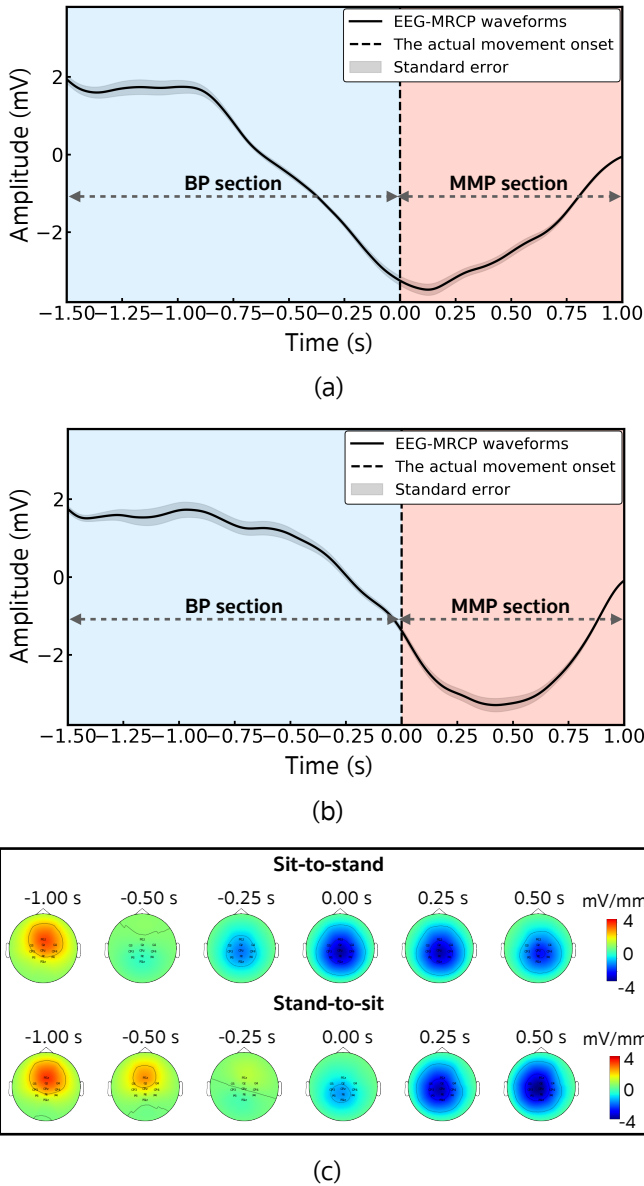 EEG-MRCP waveforms
The actual movement onset
Standard error
Amplitude (mV)
2
0
−2
BP section
MMP section
−1.50 −1.25 −1.00 −0.75 −0.50 −0.25 0.00 0.25 0.50 0.75 1.00
Time (s)
(a)
EEG-MRCP waveforms
The actual movement onset
Standard error
Amplitude (mV)
2
0
−2
BP section
MMP section
−1.50 −1.25 −1.00 −0.75 −0.50 −0.25 0.00 0.25 0.50 0.75 1.00
Time (s)
(b)
Sit-to-stand
-1.00 s -0.50 s -0.25 s 0.00 s 0.25 s 0.50 s mV/mm
4
0
-4
Stand-to-sit
-1.00 s -0.50 s -0.25 s 0.00 s 0.25 s 0.50 s mV/mm
4
0
-4
(c)